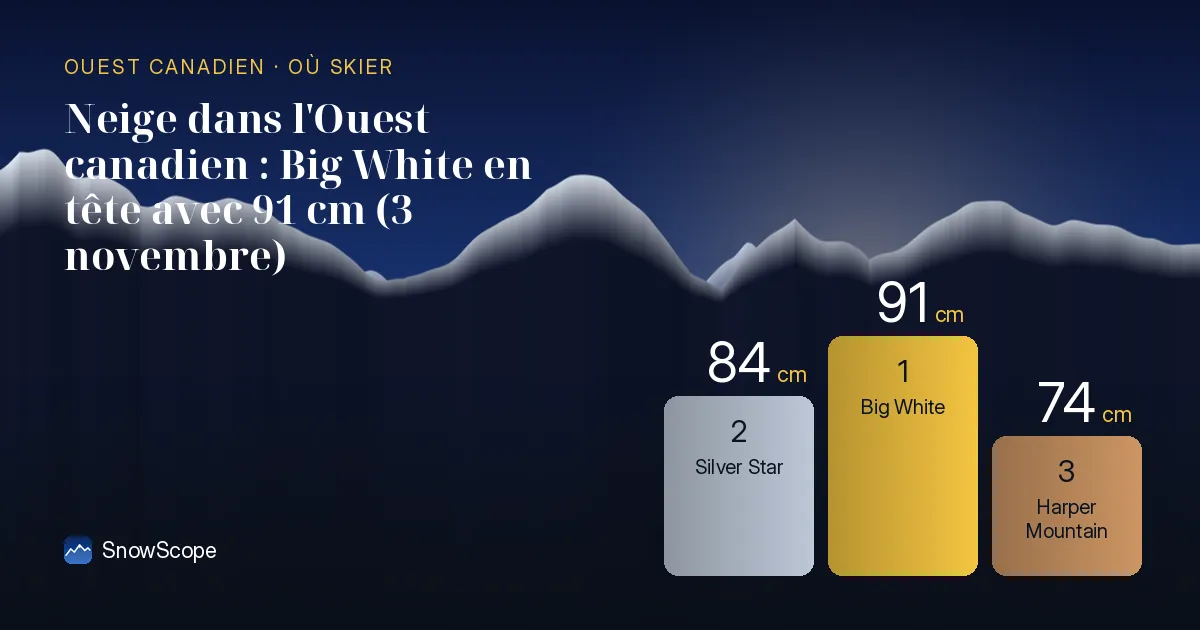 OUEST CANADIEN · OÙ SKIER
Neige dans l'Ouest
canadien : Big White en
tête avec 91 cm (3
novembre)
91 cm
84 cm
74 cm
1
Big White
2
Silver Star
3
Harper
Mountain
SnowScope